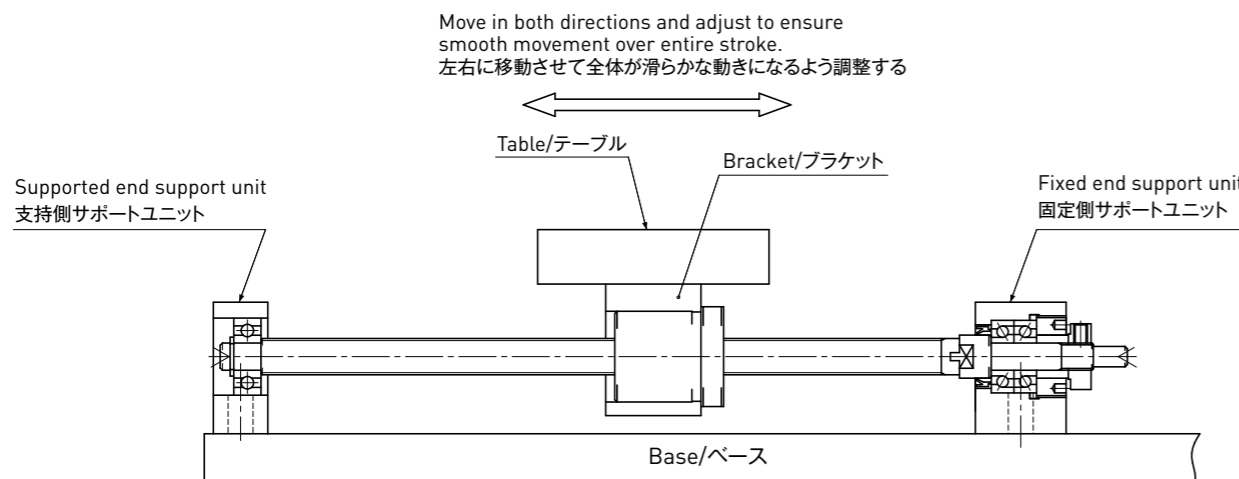 Move in both directions and adjust to ensure
smooth movement over entire stroke.
左右に移動させて全体が滑らかな動きになるよう調整する
Table/テーブル
Bracket/ブラケット
Supported end support unit
支持側サポートユニット
Fixed end support unit
固定側サポートユニット
Base/ベース